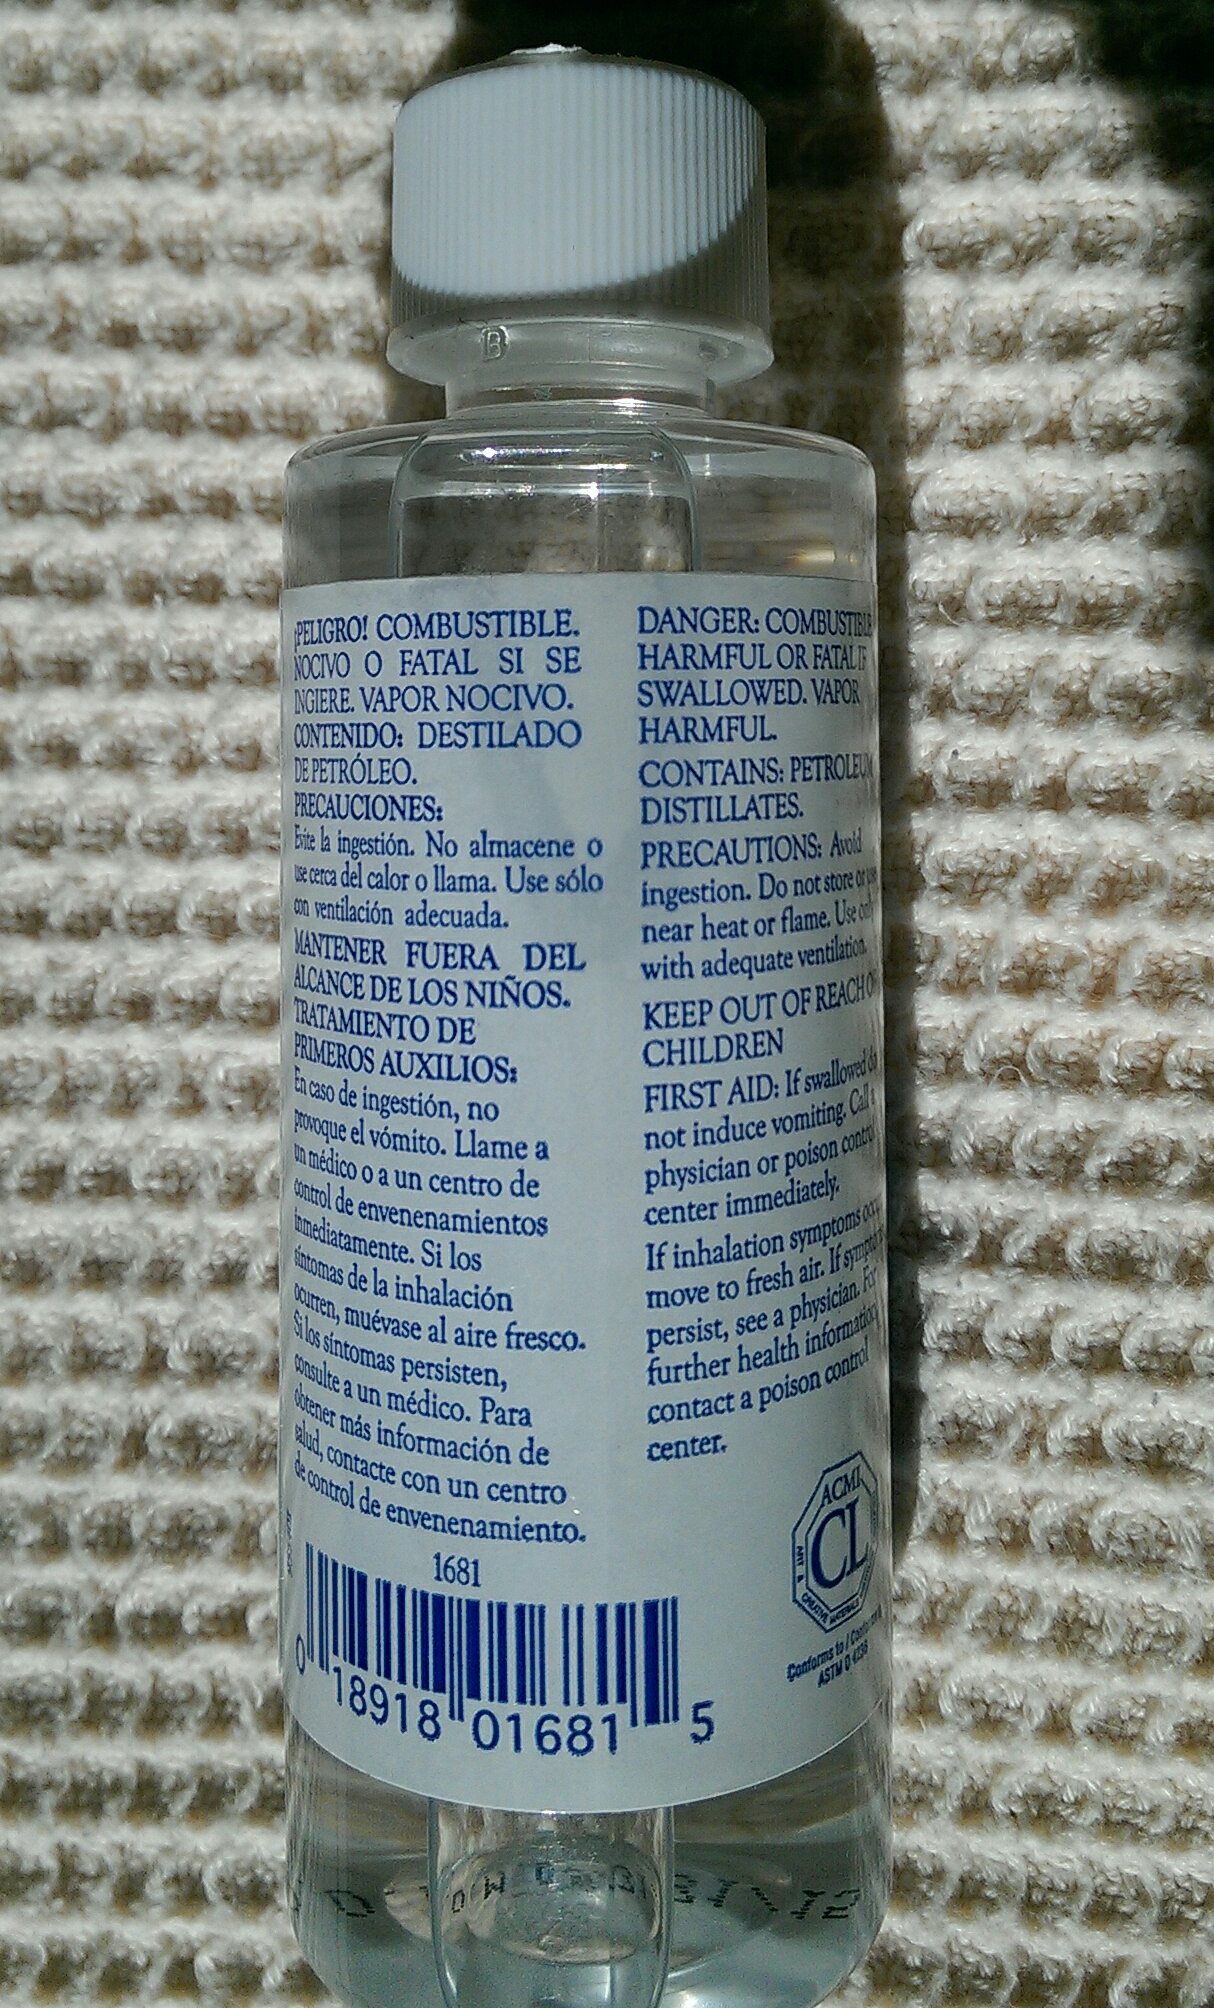 B
¡PELIGRO! COMBUSTIBLE.
NOCIVO O FATAL SI SE
INGIERE. VAPOR NOCIVO.
CONTENIDO: DESTILADO
DE PETRÓLEO.
PRECAUCIONES:
Evite la ingestión. No almacene o
use cerca del calor o llama. Use sólo
con ventilación adecuada.
MANTENER FUERA DEL
ALCANCE DE LOS NIÑOS.
TRATAMIENTO DE
PRIMEROS AUXILIOS:
En caso de ingestión, no
provoque el vómito. Llame a
un médico o a un centro de
control de envenenamientos
inmediatamente. Si los
síntomas de la inhalación
ocurren, muévase al aire fresco.
Si los síntomas persisten,
consulte a un médico. Para
obtener más información de
salud, contacte con un centro
de control de envenenamiento.
1681
0 18918 01681 5
DANGER: COMBUSTIBLE
HARMFUL OR FATAL IF
SWALLOWED. VAPOR
HARMFUL.
CONTAINS: PETROLEUM
DISTILLATES.
PRECAUTIONS: Avoid
ingestion. Do not store or use
near heat or flame. Use only
with adequate ventilation.
KEEP OUT OF REACH OF
CHILDREN
FIRST AID: If swallowed do
not induce vomiting. Call a
physician or poison control
center immediately.
If inhalation symptoms
move to fresh air. If
persist, see a physician. For
further health information
contact a poison control
center.
ACMI
CL
ART &
CREATIVE MATERIALS
Conforms to /
ASTM D 4236